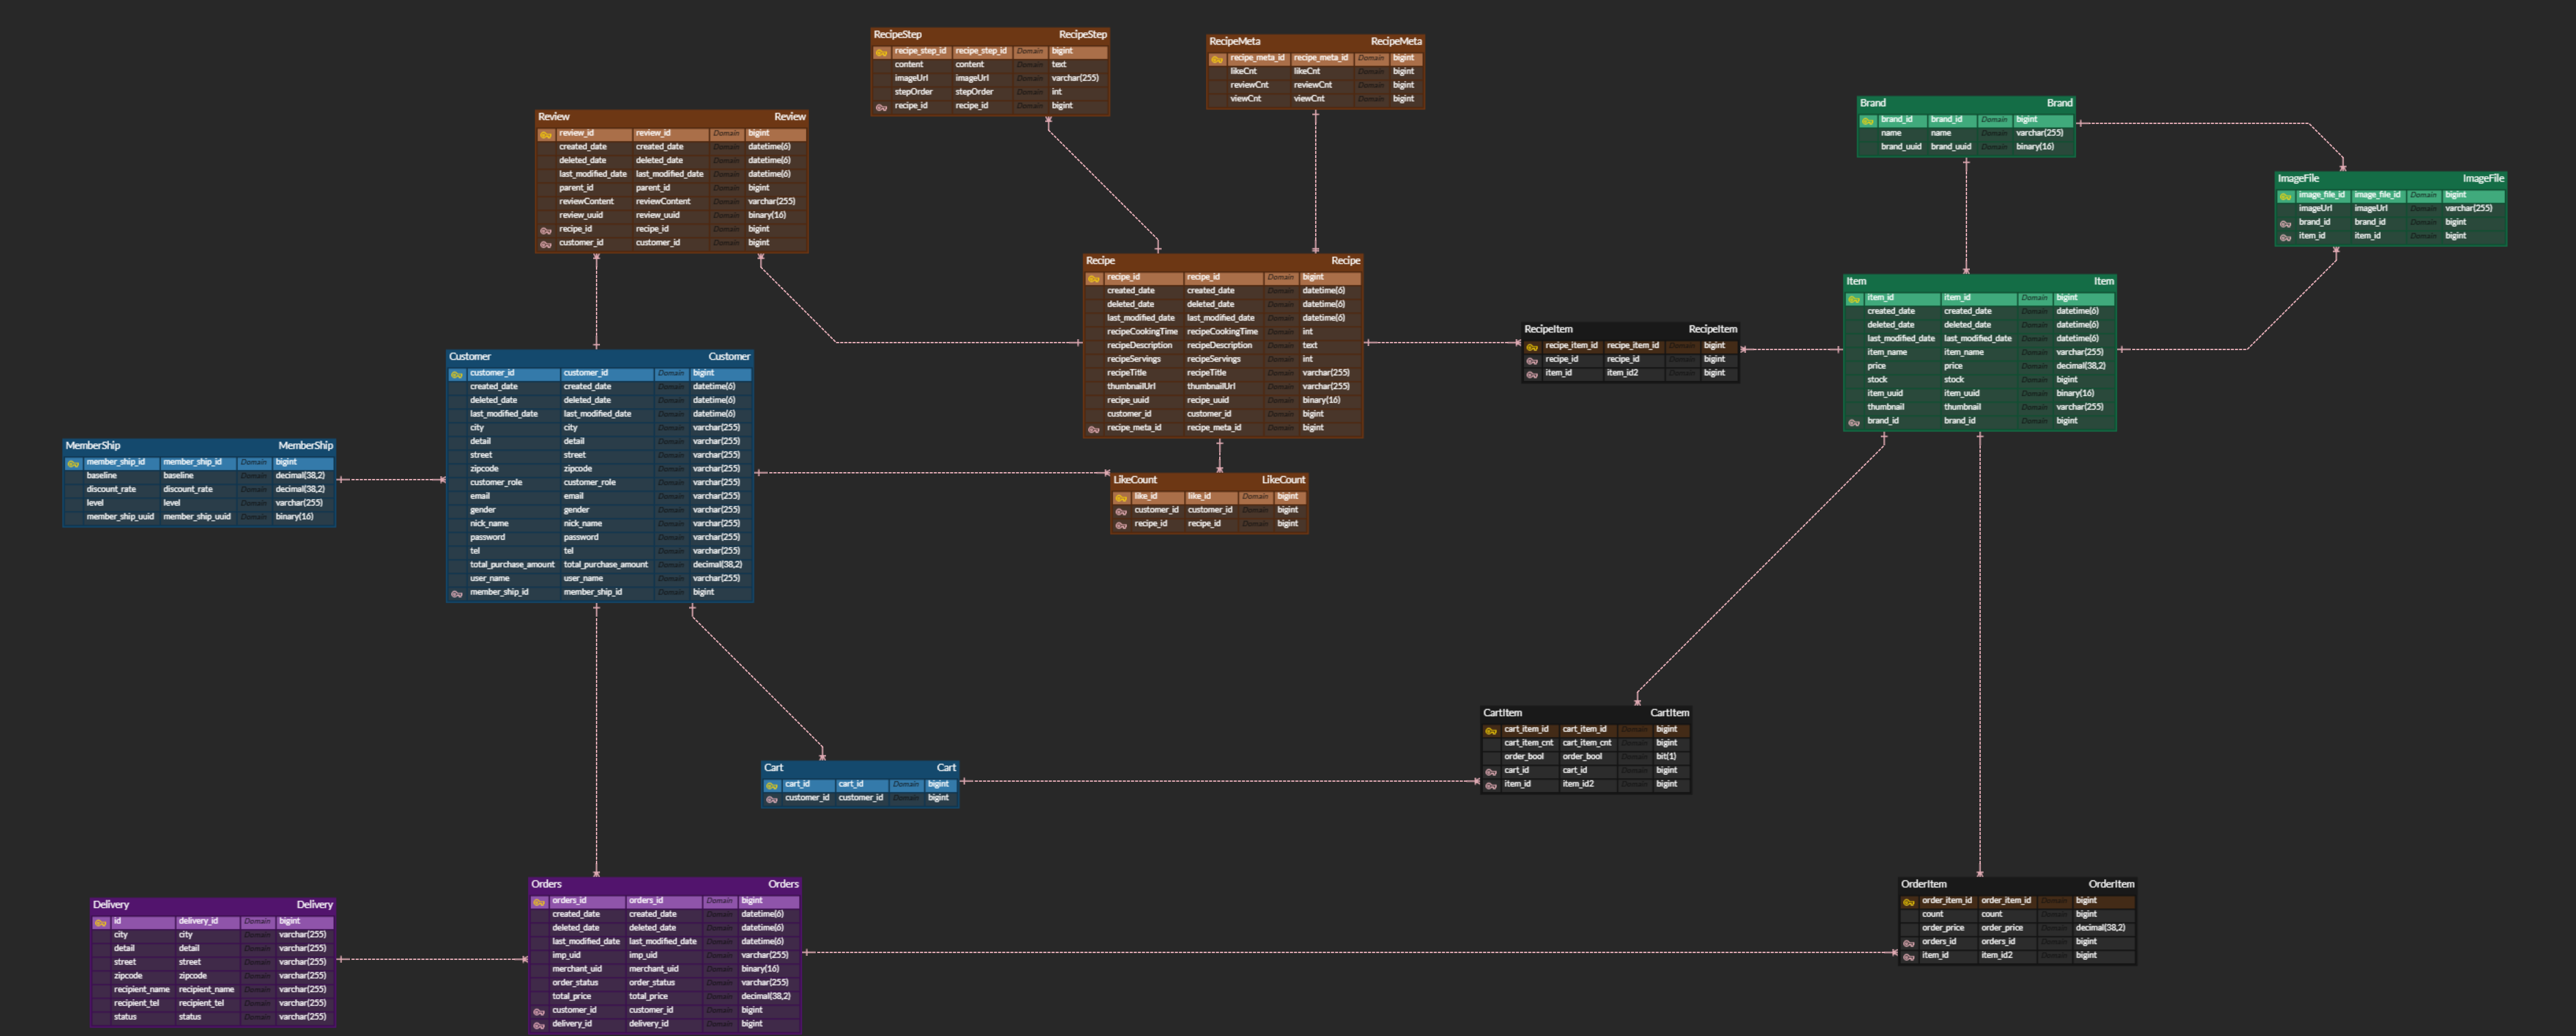 RecipeStep RecipeStep
recipe_step_id recipe_step_id Domain bigint
content content Domain text
imageUrl imageUrl Domain varchar(255)
stepOrder stepOrder Domain int
recipe_id recipe_id Domain bigint
RecipeMeta RecipeMeta
recipe_meta_id recipe_meta_id Domain bigint
likeCnt likeCnt Domain bigint
reviewCnt reviewCnt Domain bigint
viewCnt viewCnt Domain bigint
Brand Brand
brand_id brand_id Domain bigint
name name Domain varchar(255)
brand_uuid brand_uuid Domain binary(16)
Review Review
review_id review_id Domain bigint
created_date created_date Domain datetime(6)
deleted_date deleted_date Domain datetime(6)
last_modified_date last_modified_date Domain datetime(6)
parent_id parent_id Domain bigint
reviewContent reviewContent Domain varchar(255)
review_uuid review_uuid Domain binary(16)
recipe_id recipe_id Domain bigint
customer_id customer_id Domain bigint
ImageFile ImageFile
image_file_id image_file_id Domain bigint
imageUrl imageUrl Domain varchar(255)
brand_id brand_id Domain bigint
item_id item_id Domain bigint
Recipe Recipe
recipe_id recipe_id Domain bigint
created_date created_date Domain datetime(6)
deleted_date deleted_date Domain datetime(6)
last_modified_date last_modified_date Domain datetime(6)
recipeCookingTime recipeCookingTime Domain int
recipeDescription recipeDescription Domain text
recipeServings recipeServings Domain int
recipeTitle recipeTitle Domain varchar(255)
thumbnailUrl thumbnailUrl Domain varchar(255)
recipe_uuid recipe_uuid Domain binary(16)
customer_id customer_id Domain bigint
recipe_meta_id recipe_meta_id Domain bigint
Item Item
item_id item_id Domain bigint
created_date created_date Domain datetime(6)
deleted_date deleted_date Domain datetime(6)
last_modified_date last_modified_date Domain datetime(6)
item_name item_name Domain varchar(255)
price price Domain decimal(38,2)
stock stock Domain bigint
item_uuid item_uuid Domain binary(16)
thumbnail thumbnail Domain varchar(255)
brand_id brand_id Domain bigint
RecipeItem RecipeItem
recipe_item_id recipe_item_id Domain bigint
recipe_id recipe_id Domain bigint
item_id item_id2 Domain bigint
Customer Customer
customer_id customer_id Domain bigint
created_date created_date Domain datetime(6)
deleted_date deleted_date Domain datetime(6)
last_modified_date last_modified_date Domain datetime(6)
city city Domain varchar(255)
detail detail Domain varchar(255)
street street Domain varchar(255)
zipcode zipcode Domain varchar(255)
customer_role customer_role Domain varchar(255)
email email Domain varchar(255)
gender gender Domain varchar(255)
nick_name nick_name Domain varchar(255)
password password Domain varchar(255)
tel tel Domain varchar(255)
total_purchase_amount total_purchase_amount Domain decimal(38,2)
user_name user_name Domain varchar(255)
member_ship_id member_ship_id Domain bigint
MemberShip MemberShip
member_ship_id member_ship_id Domain bigint
baseline baseline Domain decimal(38,2)
discount_rate discount_rate Domain decimal(38,2)
level level Domain varchar(255)
member_ship_uuid member_ship_uuid Domain binary(16)
LikeCount LikeCount
like_id like_id Domain bigint
customer_id customer_id Domain bigint
recipe_id recipe_id Domain bigint
CartItem CartItem
cart_item_id cart_item_id Domain bigint
cart_item_cnt cart_item_cnt Domain bigint
order_bool order_bool Domain bit(1)
cart_id cart_id Domain bigint
item_id item_id2 Domain bigint
Cart Cart
cart_id cart_id Domain bigint
customer_id customer_id Domain bigint
Orders Orders
orders_id orders_id Domain bigint
created_date created_date Domain datetime(6)
deleted_date deleted_date Domain datetime(6)
last_modified_date last_modified_date Domain datetime(6)
imp_uid imp_uid Domain varchar(255)
merchant_uid merchant_uid Domain binary(16)
order_status order_status Domain varchar(255)
total_price total_price Domain decimal(38,2)
customer_id customer_id Domain bigint
delivery_id delivery_id Domain bigint
OrderItem OrderItem
order_item_id order_item_id Domain bigint
count count Domain bigint
order_price order_price Domain decimal(38,2)
orders_id orders_id Domain bigint
item_id item_id2 Domain bigint
Delivery Delivery
id delivery_id Domain bigint
city city Domain varchar(255)
detail detail Domain varchar(255)
street street Domain varchar(255)
zipcode zipcode Domain varchar(255)
recipient_name recipient_name Domain varchar(255)
recipient_tel recipient_tel Domain varchar(255)
status status Domain varchar(255)